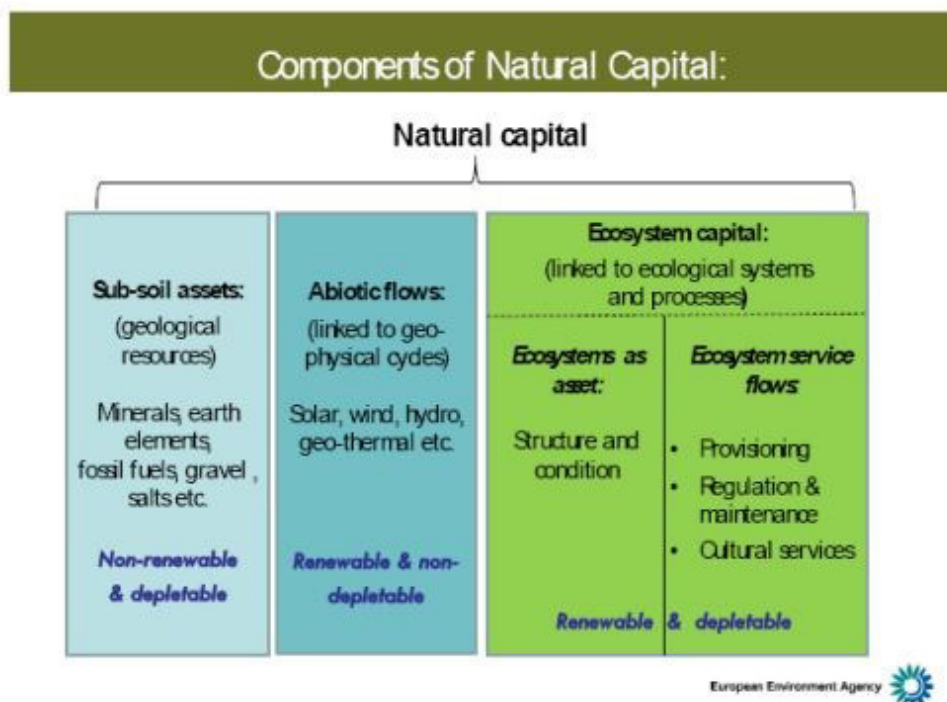 Components of Natural Capital:
Natural capital
Sub-soil assets:
(geological
resources)
Minerals, earth
elements,
fossil fuels, gravel ,
salts etc.
Non-renewable
& depletable
Abiotic flows:
(linked to geo-
physical cycles)
Solar, wind, hydro,
geo-thermal etc.
Renewable & non-
depletable
Ecosystem capital:
(linked to ecological systems
and processes)
Ecosystems as
asset:
Structure and
condition
Ecosystem service
flows:
• Provisioning
• Regulation &
maintenance
• Cultural services
Renewable & depletable
European Environment Agency